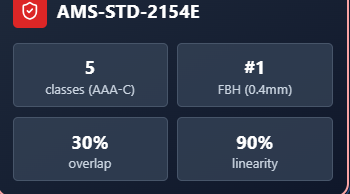 AMS-STD-2154E
5
classes (AAA-C)
#1
FBH (0.4mm)
30%
overlap
90%
linearity